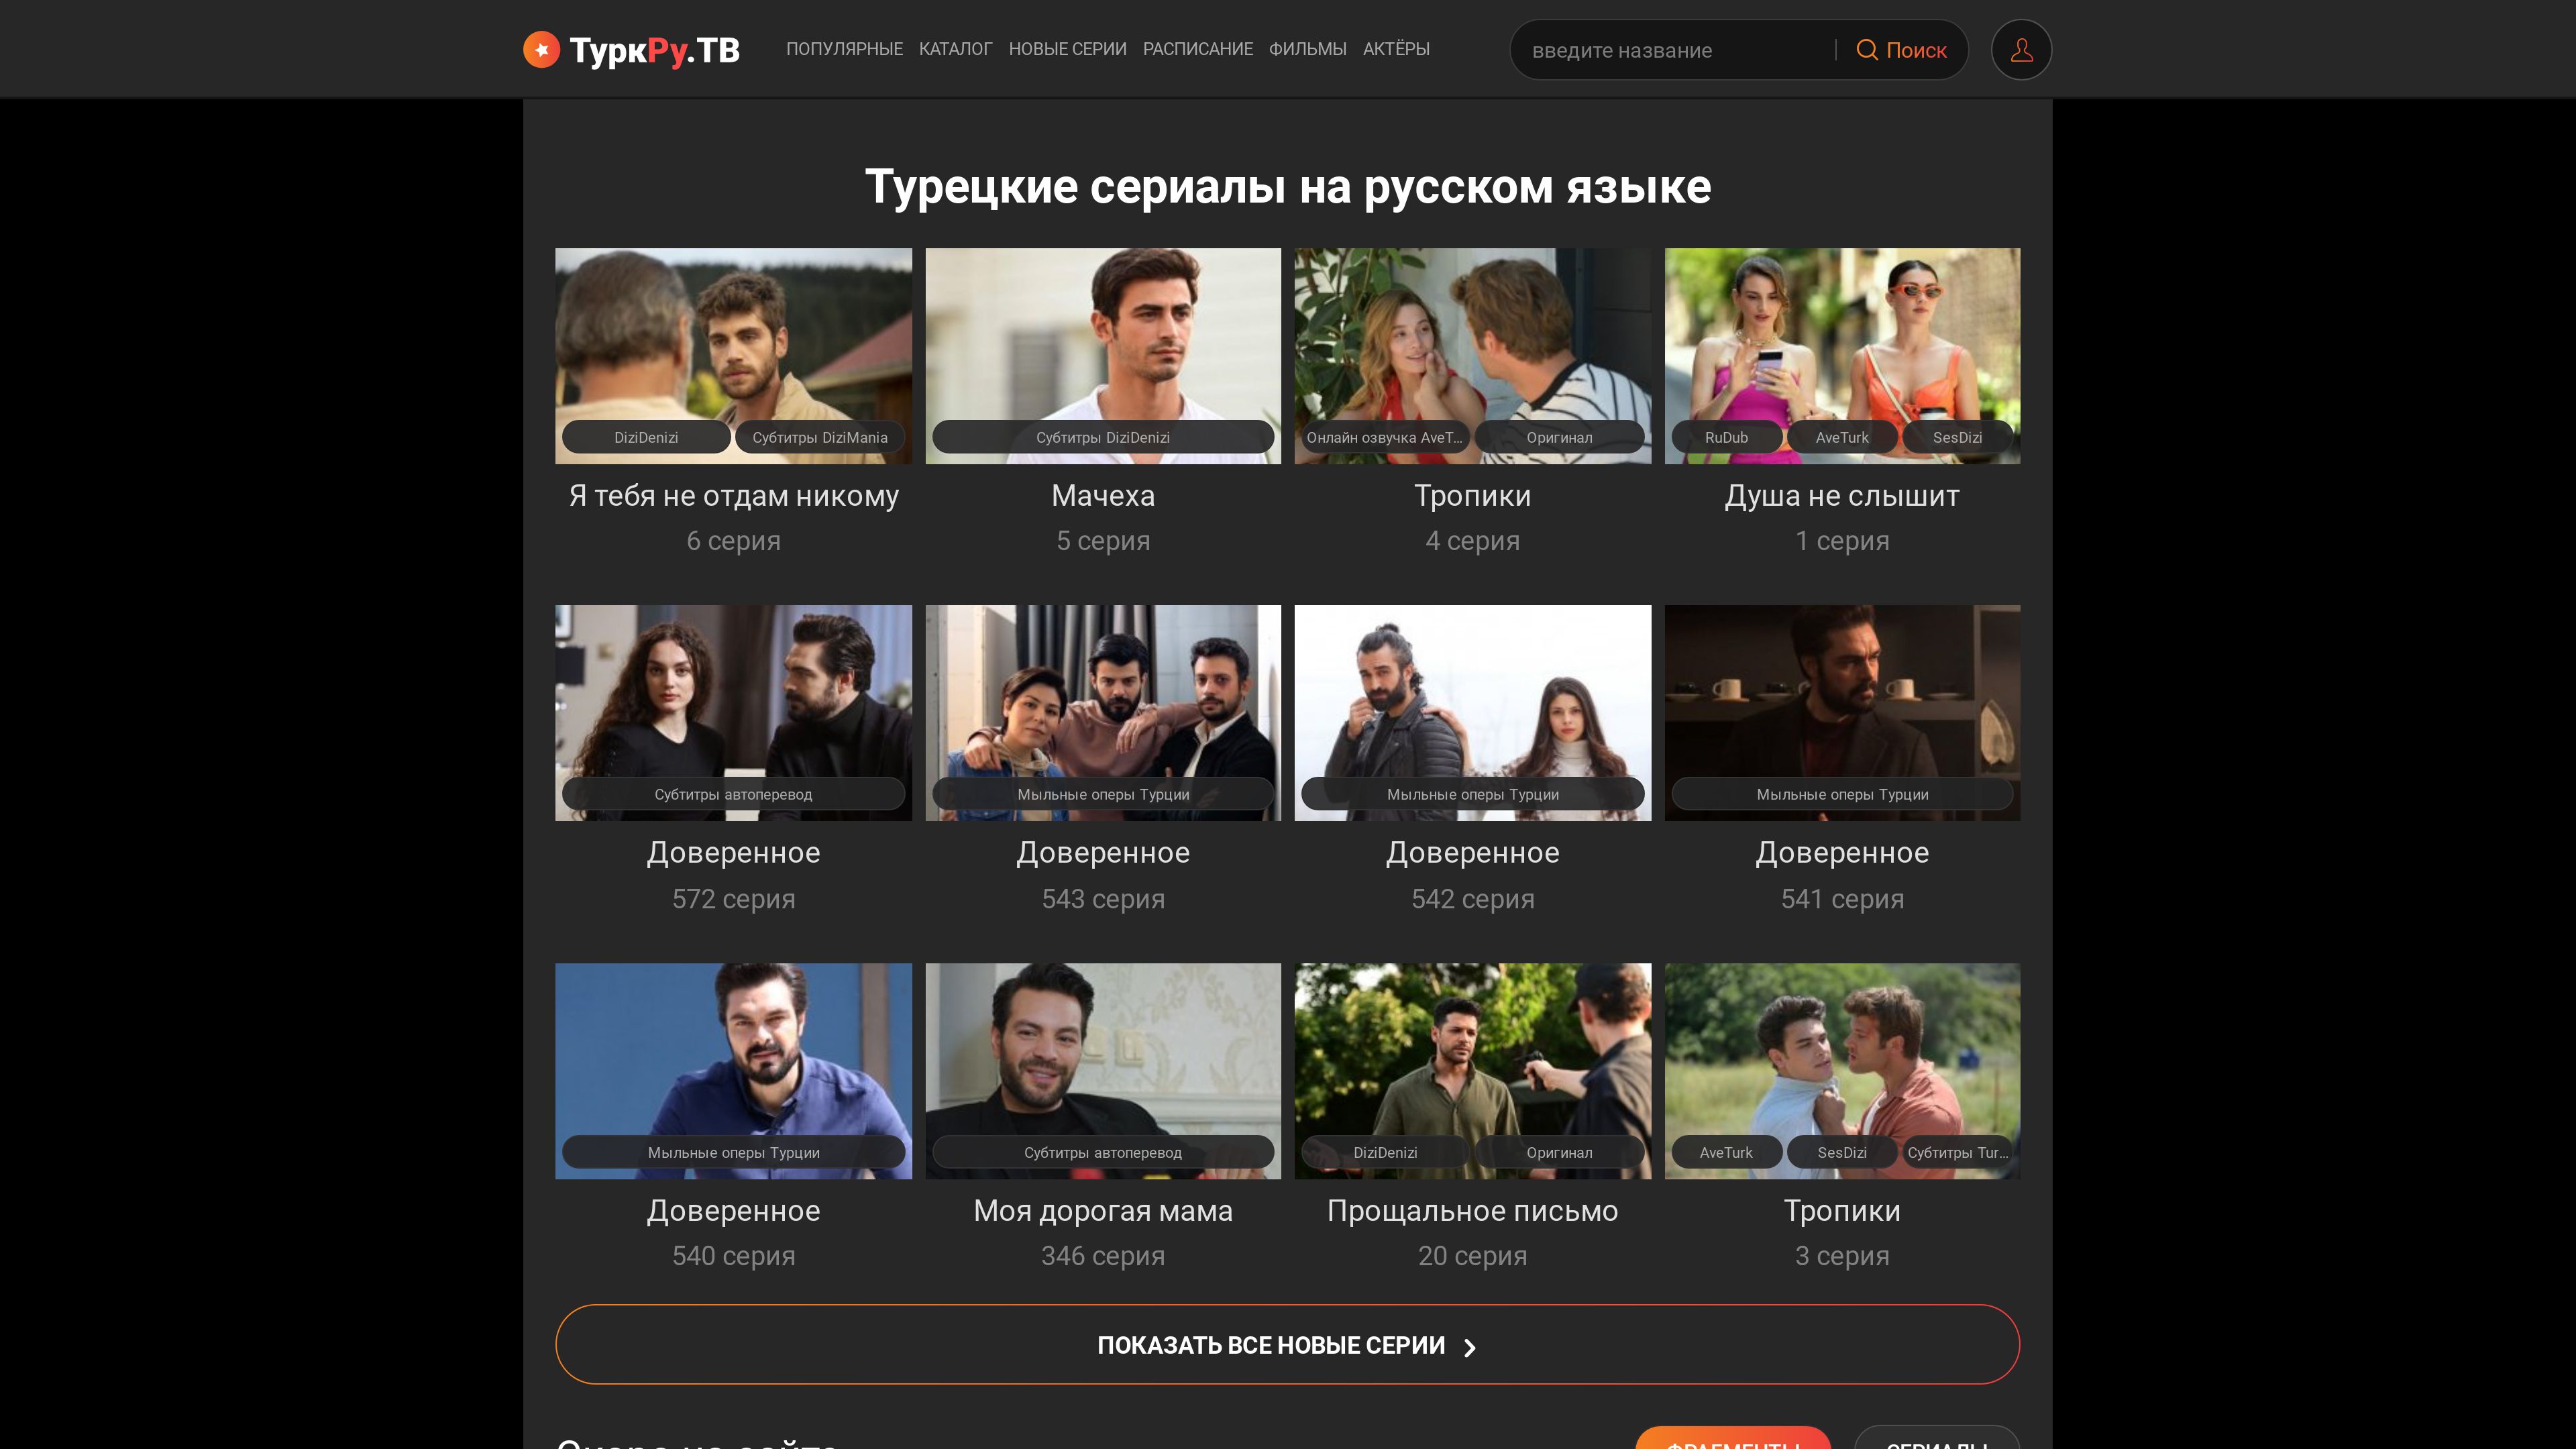 ТуркРу.ТВ
ПОПУЛЯРНЫЕ КАТАЛОГ НОВЫЕ СЕРИИ РАСПИСАНИЕ ФИЛЬМЫ АКТЁРЫ
введите название
Поиск
Турецкие сериалы на русском языке
DiziDenizi
Субтитры DiziMania
Субтитры DiziDenizi
Онлайн озвучка AveT...
Оригинал
RuDub
AveTurk
SesDizi
Я тебя не отдам никому
Мачеха
Тропики
Душа не слышит
6 серия
5 серия
4 серия
1 серия
Субтитры автоперевод
Мыльные оперы Турции
Мыльные оперы Турции
Мыльные оперы Турции
Доверенное
Доверенное
Доверенное
Доверенное
572 серия
543 серия
542 серия
541 серия
Мыльные оперы Турции
Субтитры автоперевод
DiziDenizi
Оригинал
AveTurk
SesDizi
Субтитры Tur...
Доверенное
Моя дорогая мама
Прощальное письмо
Тропики
540 серия
346 серия
20 серия
3 серия
ПОКАЗАТЬ ВСЕ НОВЫЕ СЕРИИ
Скоро на сайте
ФРАГМЕНТЫ
СЕРИАЛЫ